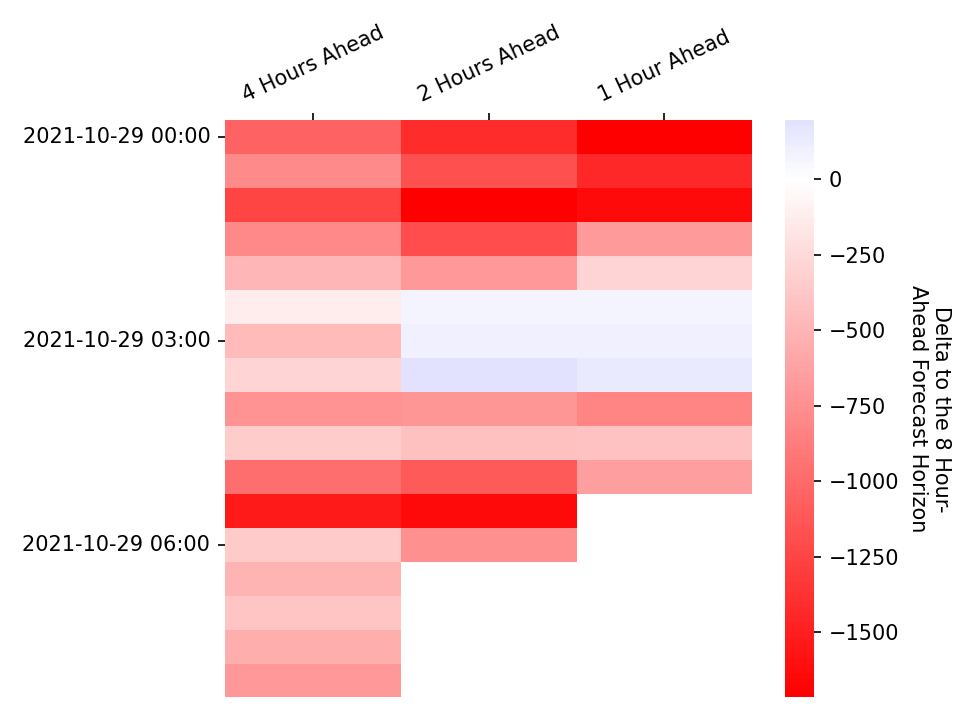 4 Hours Ahead
2 Hours Ahead
1 Hour Ahead
2021-10-29 00:00
2021-10-29 03:00
2021-10-29 06:00
0
−250
−500
−750
−1000
−1250
−1500
Delta to the 8 Hour-
Ahead Forecast Horizon